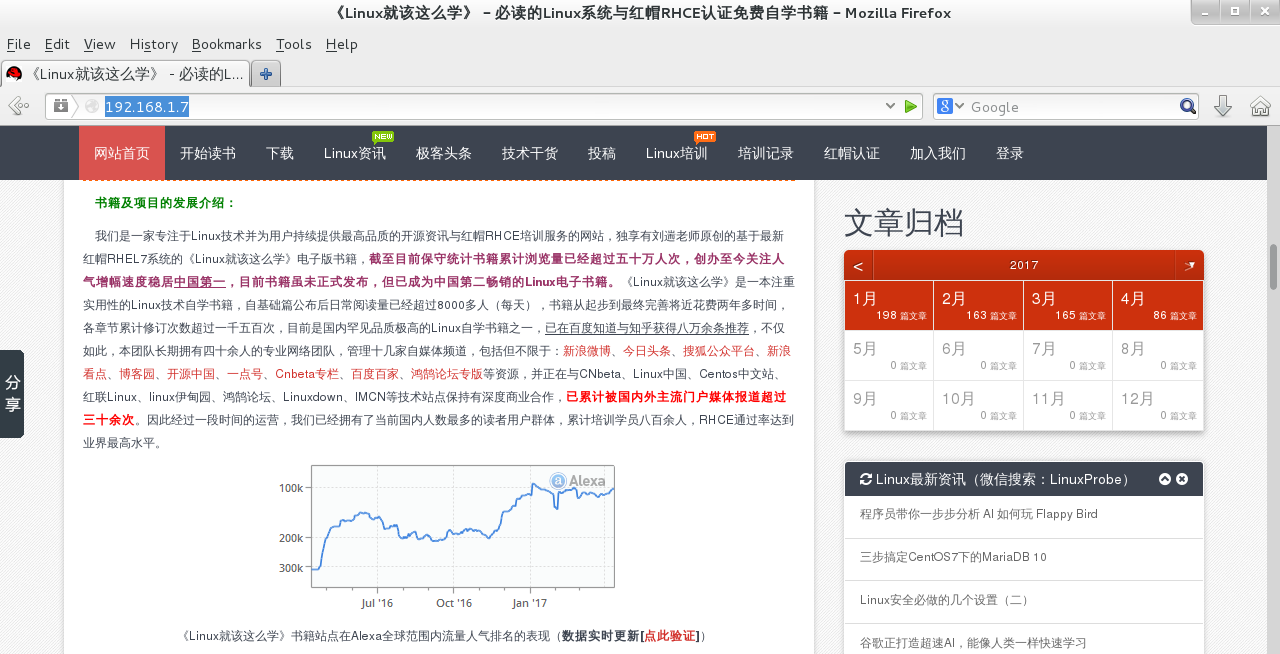 《Linux就该这么学》 - 必读的Linux系统与红帽RHCE认证免费自学书籍 - Mozilla Firefox
File Edit View History Bookmarks Tools Help
《Linux就该这么学》 - 必读的L...
192.168.1.7
Google
网站首页 开始读书 下载 Linux资讯 NEW 极客头条 技术干货 投稿 Linux培训 HOT 培训记录 红帽认证 加入我们 登录
书籍及项目的发展介绍：
我们是一家专注于Linux技术并为用户持续提供最高品质的开源资讯与红帽RHCE培训服务的网站，独享有刘遄老师原创的基于最新
红帽RHEL7系统的《Linux就该这么学》电子版书籍，截至目前保守统计书籍累计浏览量已经超过五十万人次，创办至今关注人
气增幅速度稳居中国第一，目前书籍虽未正式发布，但已成为中国第二畅销的Linux电子书籍。《Linux就该这么学》是一本注重
实用性的Linux技术自学书籍，自基础篇公布后日容阅读量已经超过8000多人（每天），书籍从起步到最终完善将近花费两年多时间，
各章节累计修订次数超过一千五百次，目前是国内罕见品质极高的Linux自学书籍之一，已在百度知道与知乎获得八万余条推荐，不仅
如此，本团队长期拥有四十余人的专业网络团队，管理十几家自媒体频道，包括但不限于：新浪微博、今日头条、搜狐公众平台、新浪
看点、博客园、开源中国、一点号、Cnbeta专栏、百度百家、鸿鹄论坛专版等资源，并正在与CNbeta、Linux中国、Centos中文站、
红联Linux、linux伊甸园、鸿鹄论坛、Linuxdown、IMCN等技术站点保持有深度商业合作，已累计被国内外主流门户媒体报道超过
三十余次。因此经过一段时间的运营，我们已经拥有了当前国内人数最多的读者用户群体，累计培训学员八百余人，RHCE通过率达到
业界最高水平。
Alexa
100k
200k
300k
Jul '16 Oct '16 Jan '17
《Linux就该这么学》书籍站点在Alexa全球范围内流量人气排名的表现（数据实时更新[点此验证]）
分
享
文章归档
< 2017
1月 2月 3月 4月
198 篇文章 163 篇文章 165 篇文章 86 篇文章
5月 6月 7月 8月
0 篇文章 0 篇文章 0 篇文章 0 篇文章
9月 10月 11月 12月
0 篇文章 0 篇文章 0 篇文章 0 篇文章
Linux最新资讯（微信搜索：LinuxProbe）
程序员带你一步步分析 AI 如何玩 Flappy Bird
三步搞定CentOS7下的MariaDB 10
Linux安全必做的几个设置（二）
谷歌正打造超速AI，能像人类一样快速学习